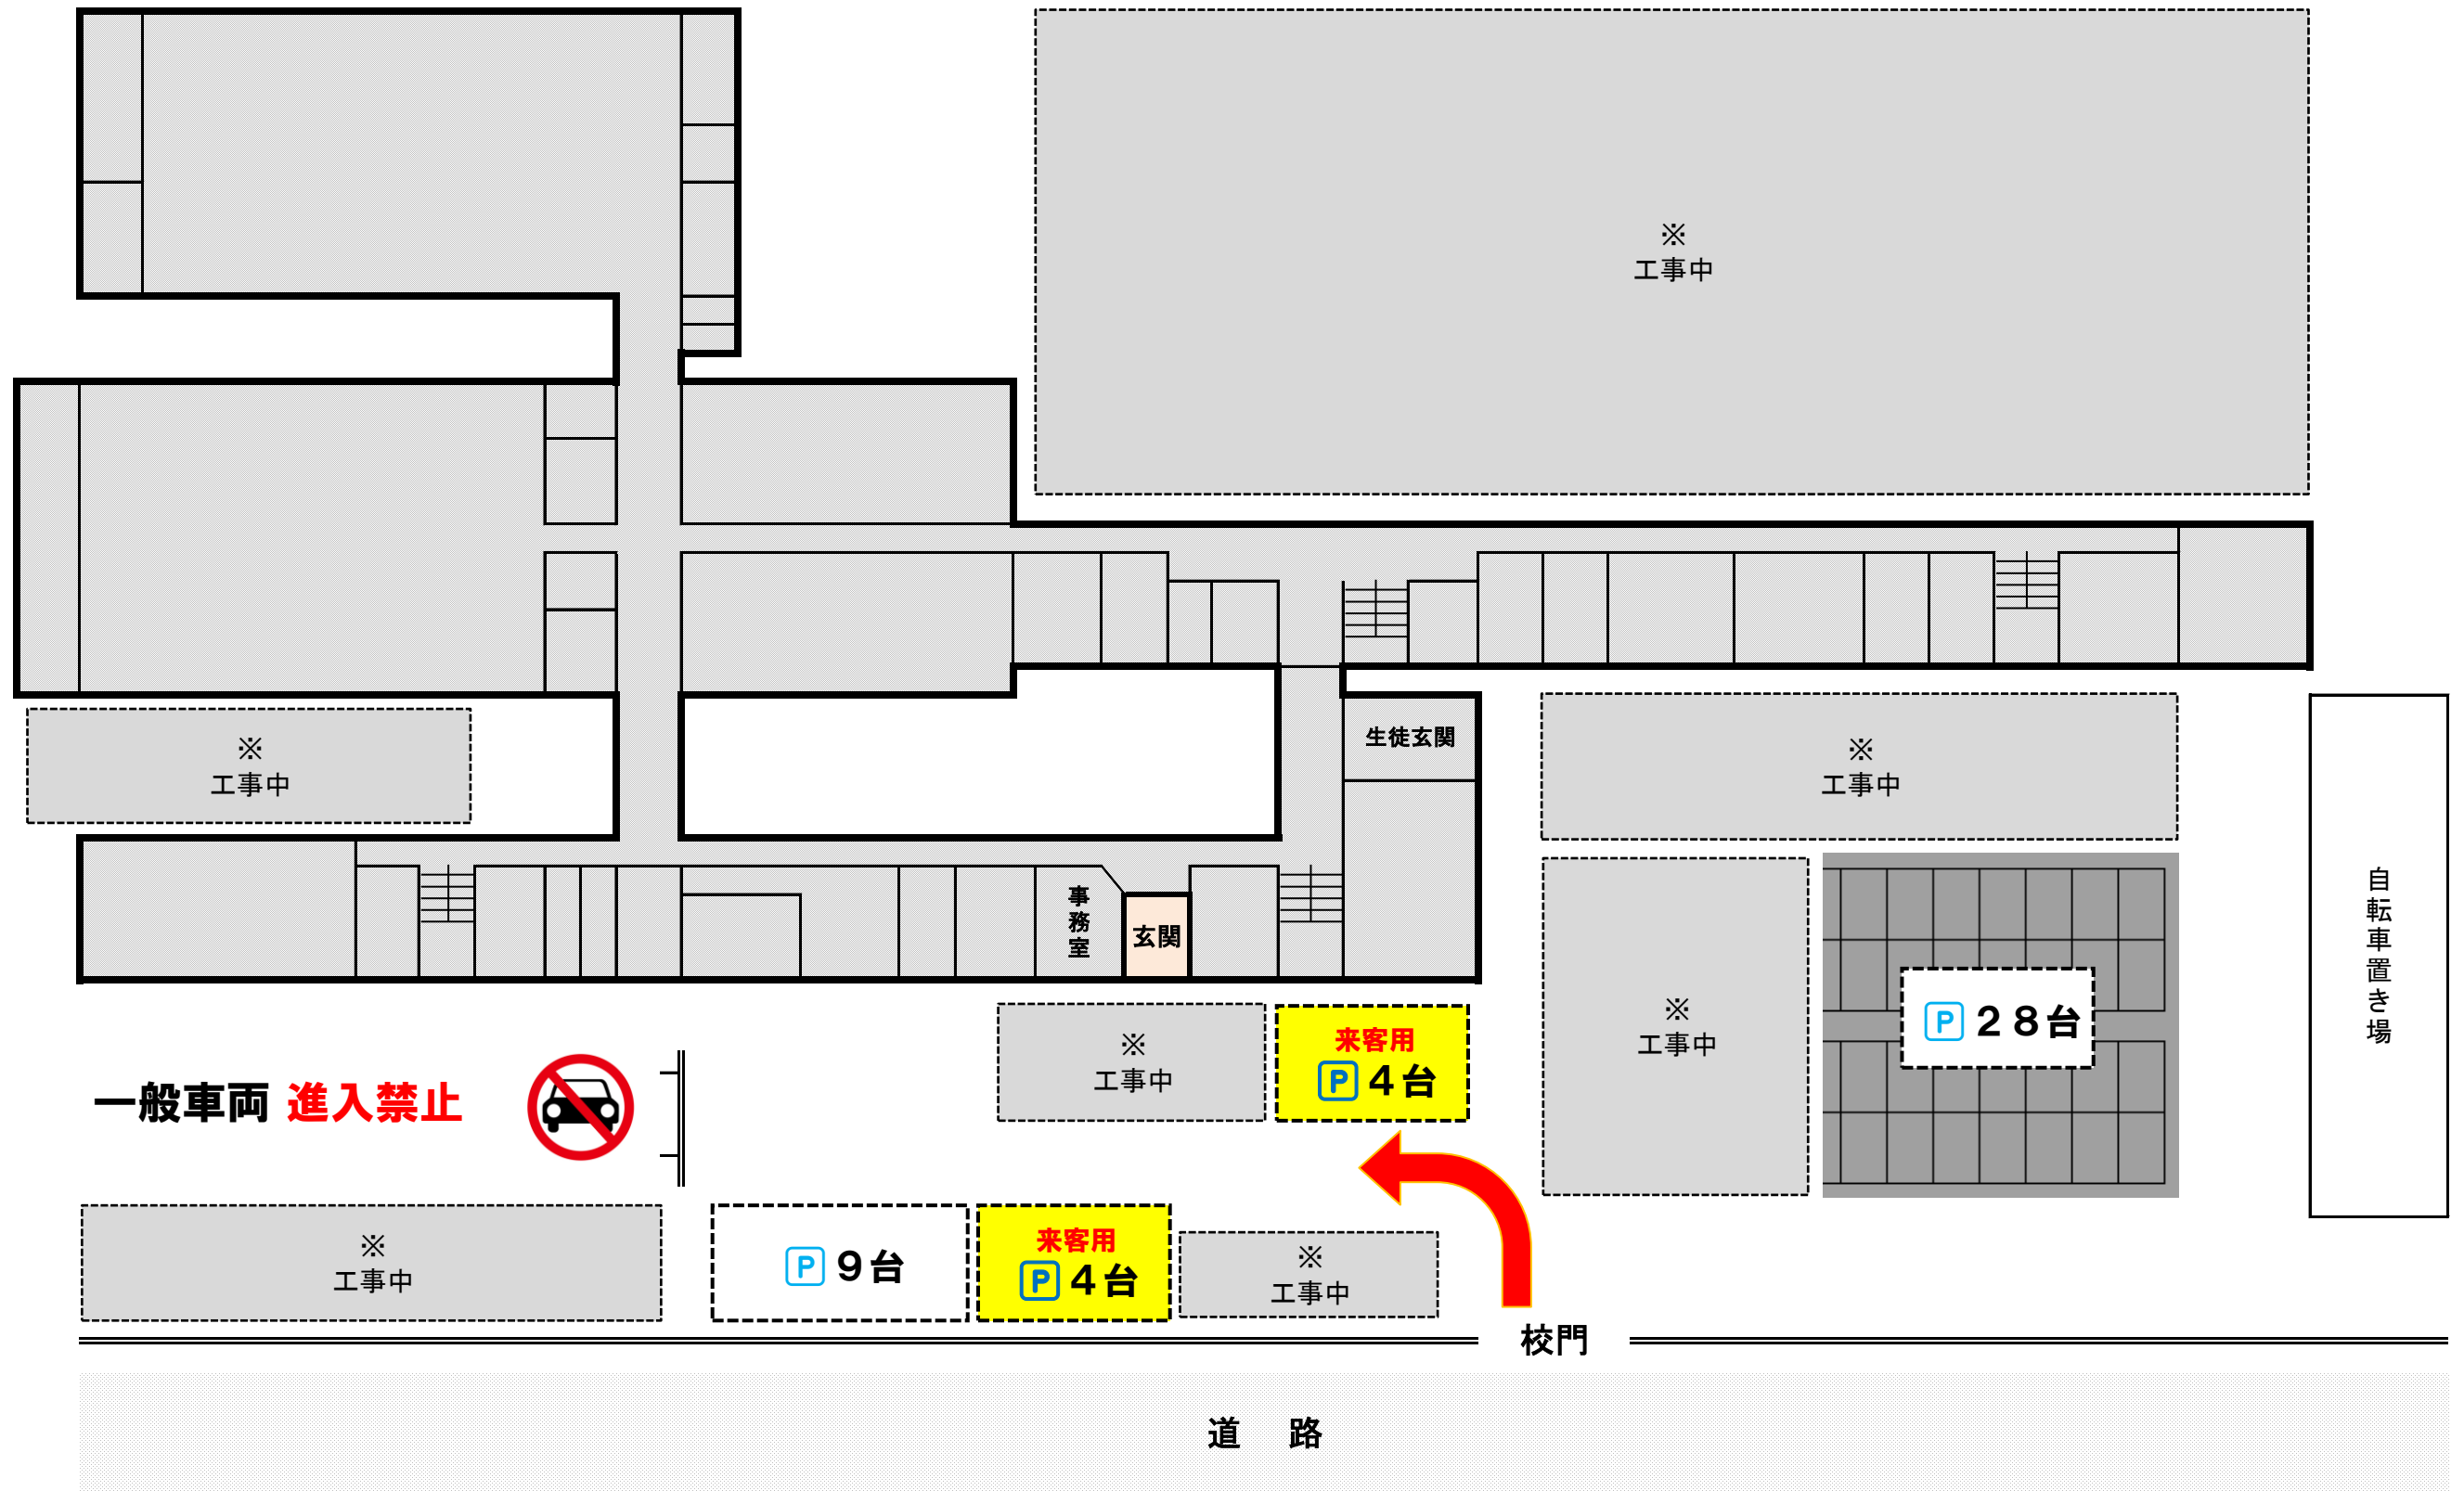 ※
工事中
生徒玄関
※
工事中
※
工事中
事務室
玄関
自転車置き場
※
工事中
※
工事中
来客用
P 4台
P 28台
一般車両 進入禁止
※
工事中
P 9台
来客用
P 4台
※
工事中
校門
道 路